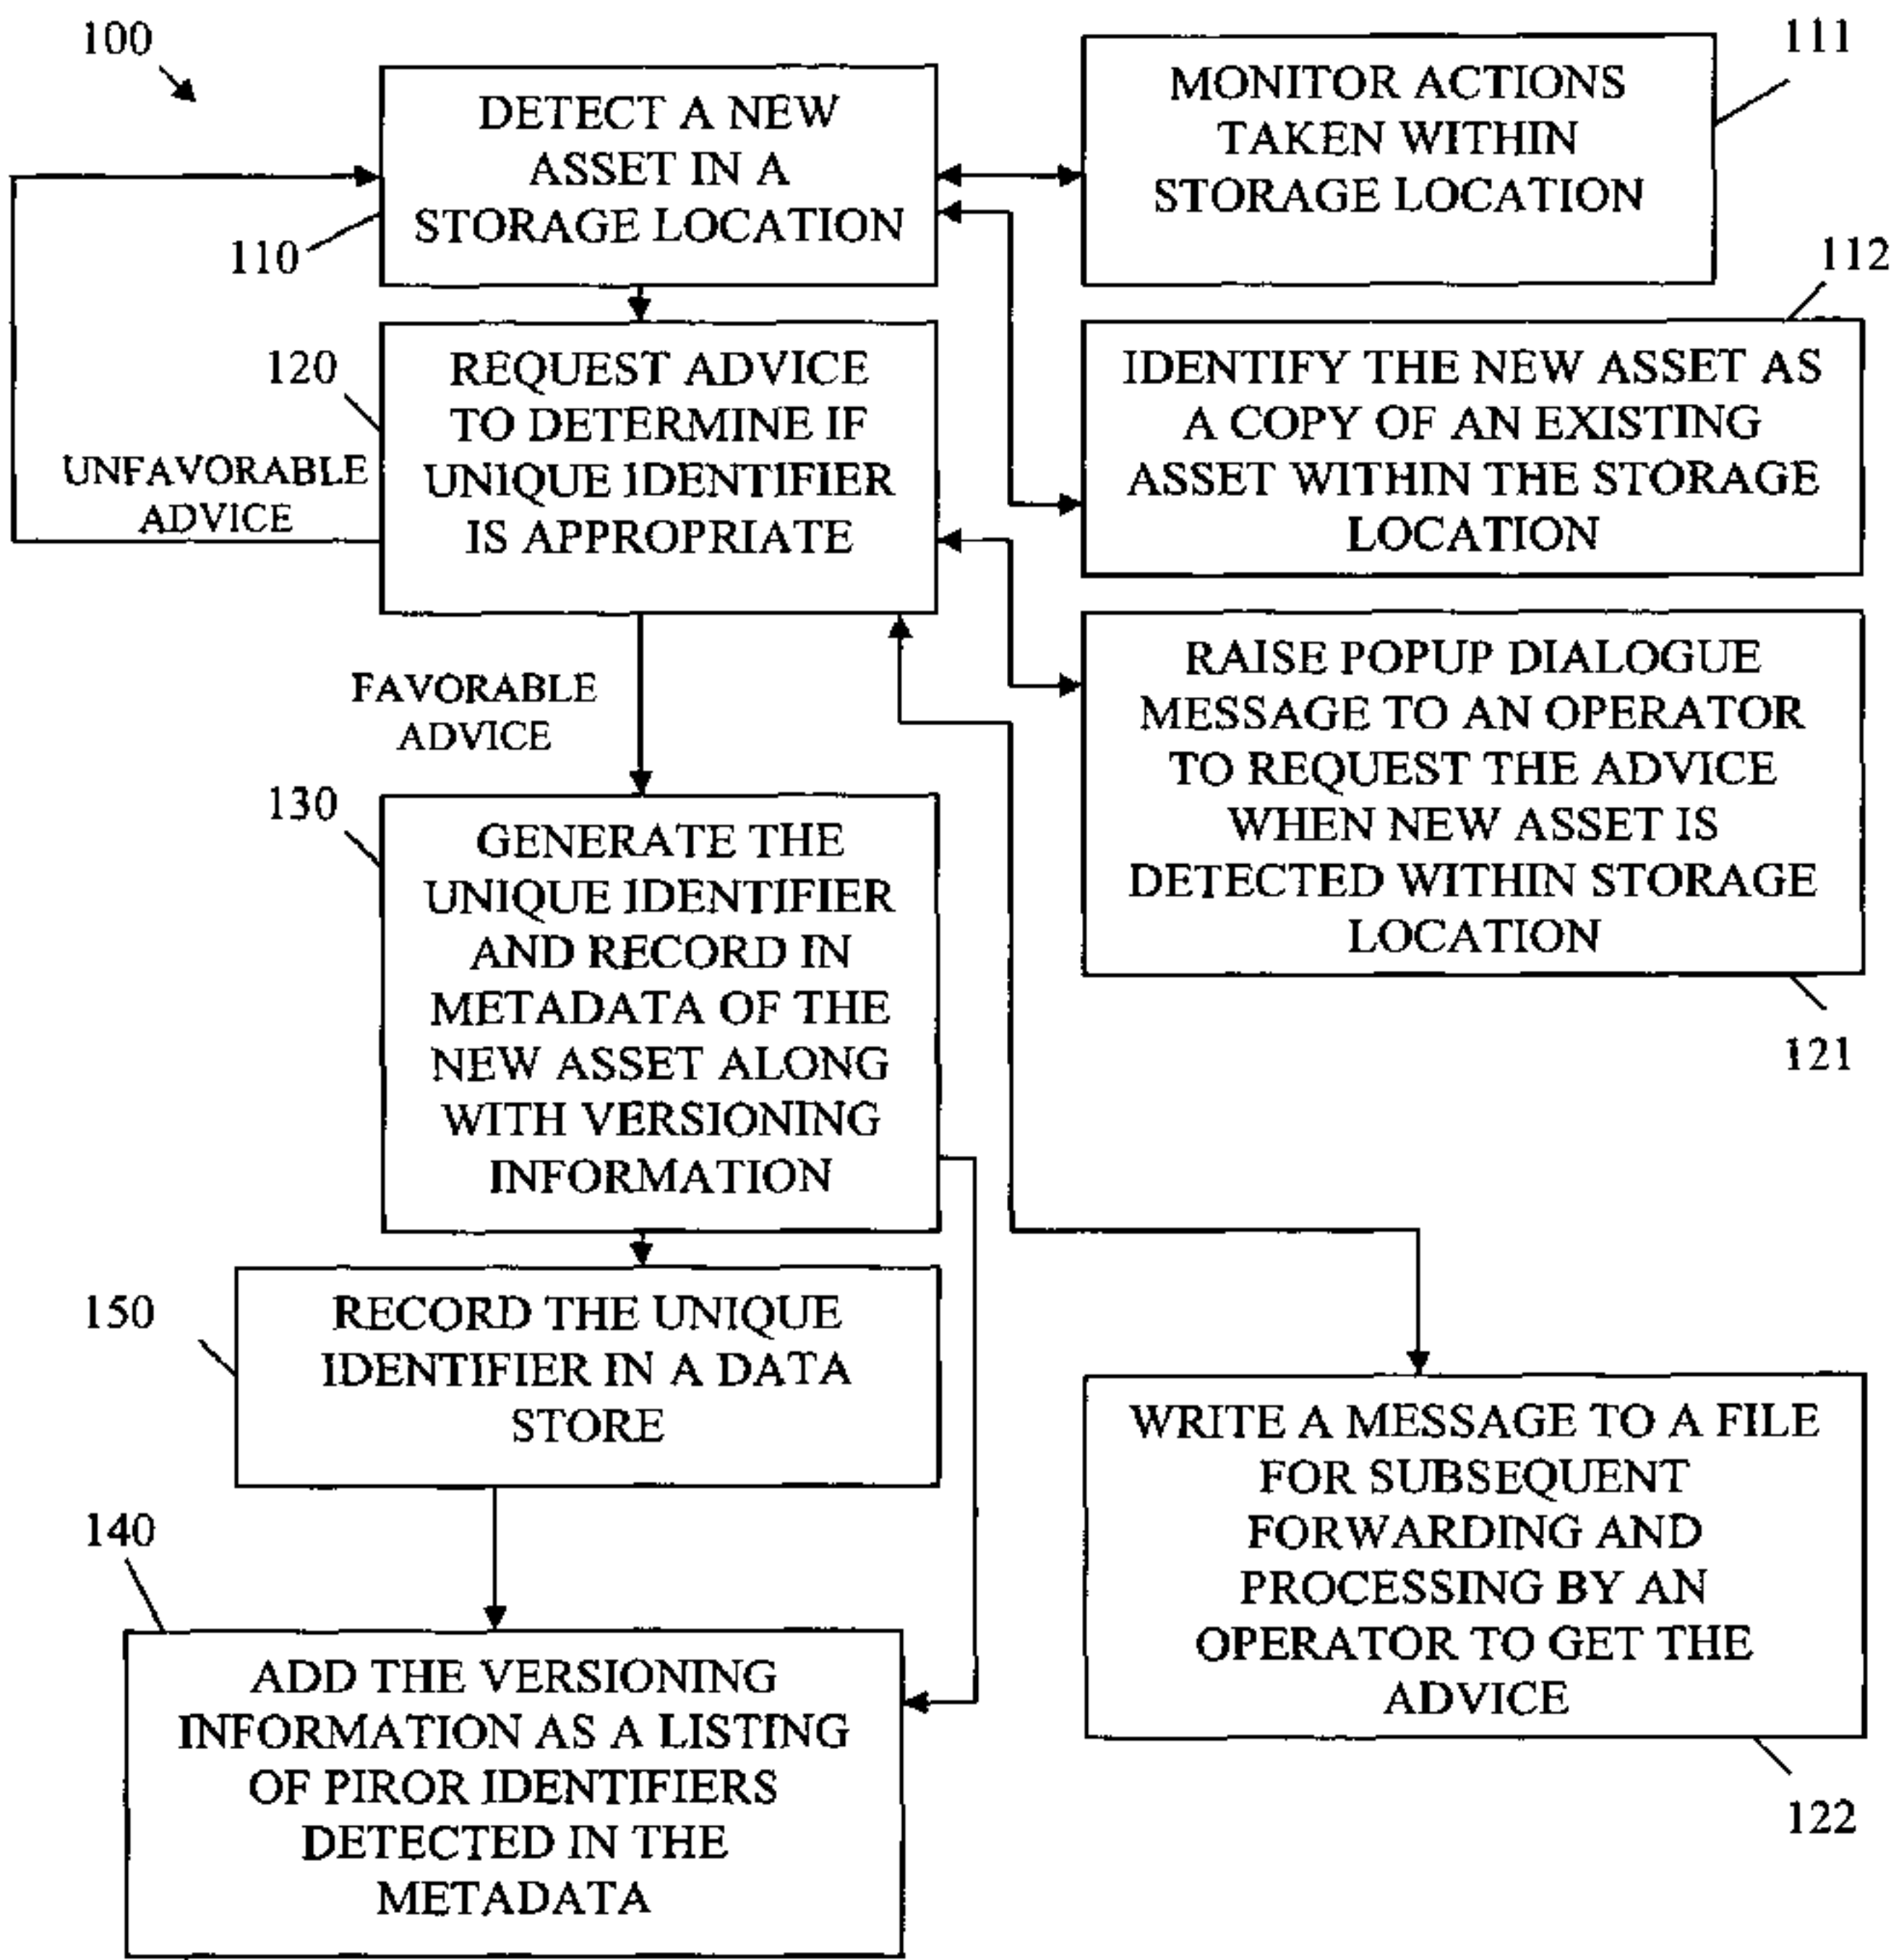 100
DETECT A NEW
ASSET IN A
STORAGE LOCATION
110
MONITOR ACTIONS
TAKEN WITHIN
STORAGE LOCATION
111
112
IDENTIFY THE NEW ASSET AS
A COPY OF AN EXISTING
ASSET WITHIN THE STORAGE
LOCATION
120
REQUEST ADVICE
TO DETERMINE IF
UNIQUE IDENTIFIER
IS APPROPRIATE
UNFAVORABLE
ADVICE
RAISE POPUP DIALOGUE
MESSAGE TO AN OPERATOR
TO REQUEST THE ADVICE
WHEN NEW ASSET IS
DETECTED WITHIN STORAGE
LOCATION
121
FAVORABLE
ADVICE
130
GENERATE THE
UNIQUE IDENTIFIER
AND RECORD IN
METADATA OF THE
NEW ASSET ALONG
WITH VERSIONING
INFORMATION
150
RECORD THE UNIQUE
IDENTIFIER IN A DATA
STORE
WRITE A MESSAGE TO A FILE
FOR SUBSEQUENT
FORWARDING AND
PROCESSING BY AN
OPERATOR TO GET THE
ADVICE
122
140
ADD THE VERSIONING
INFORMATION AS A LISTING
OF PIROR IDENTIFIERS
DETECTED IN THE
METADATA